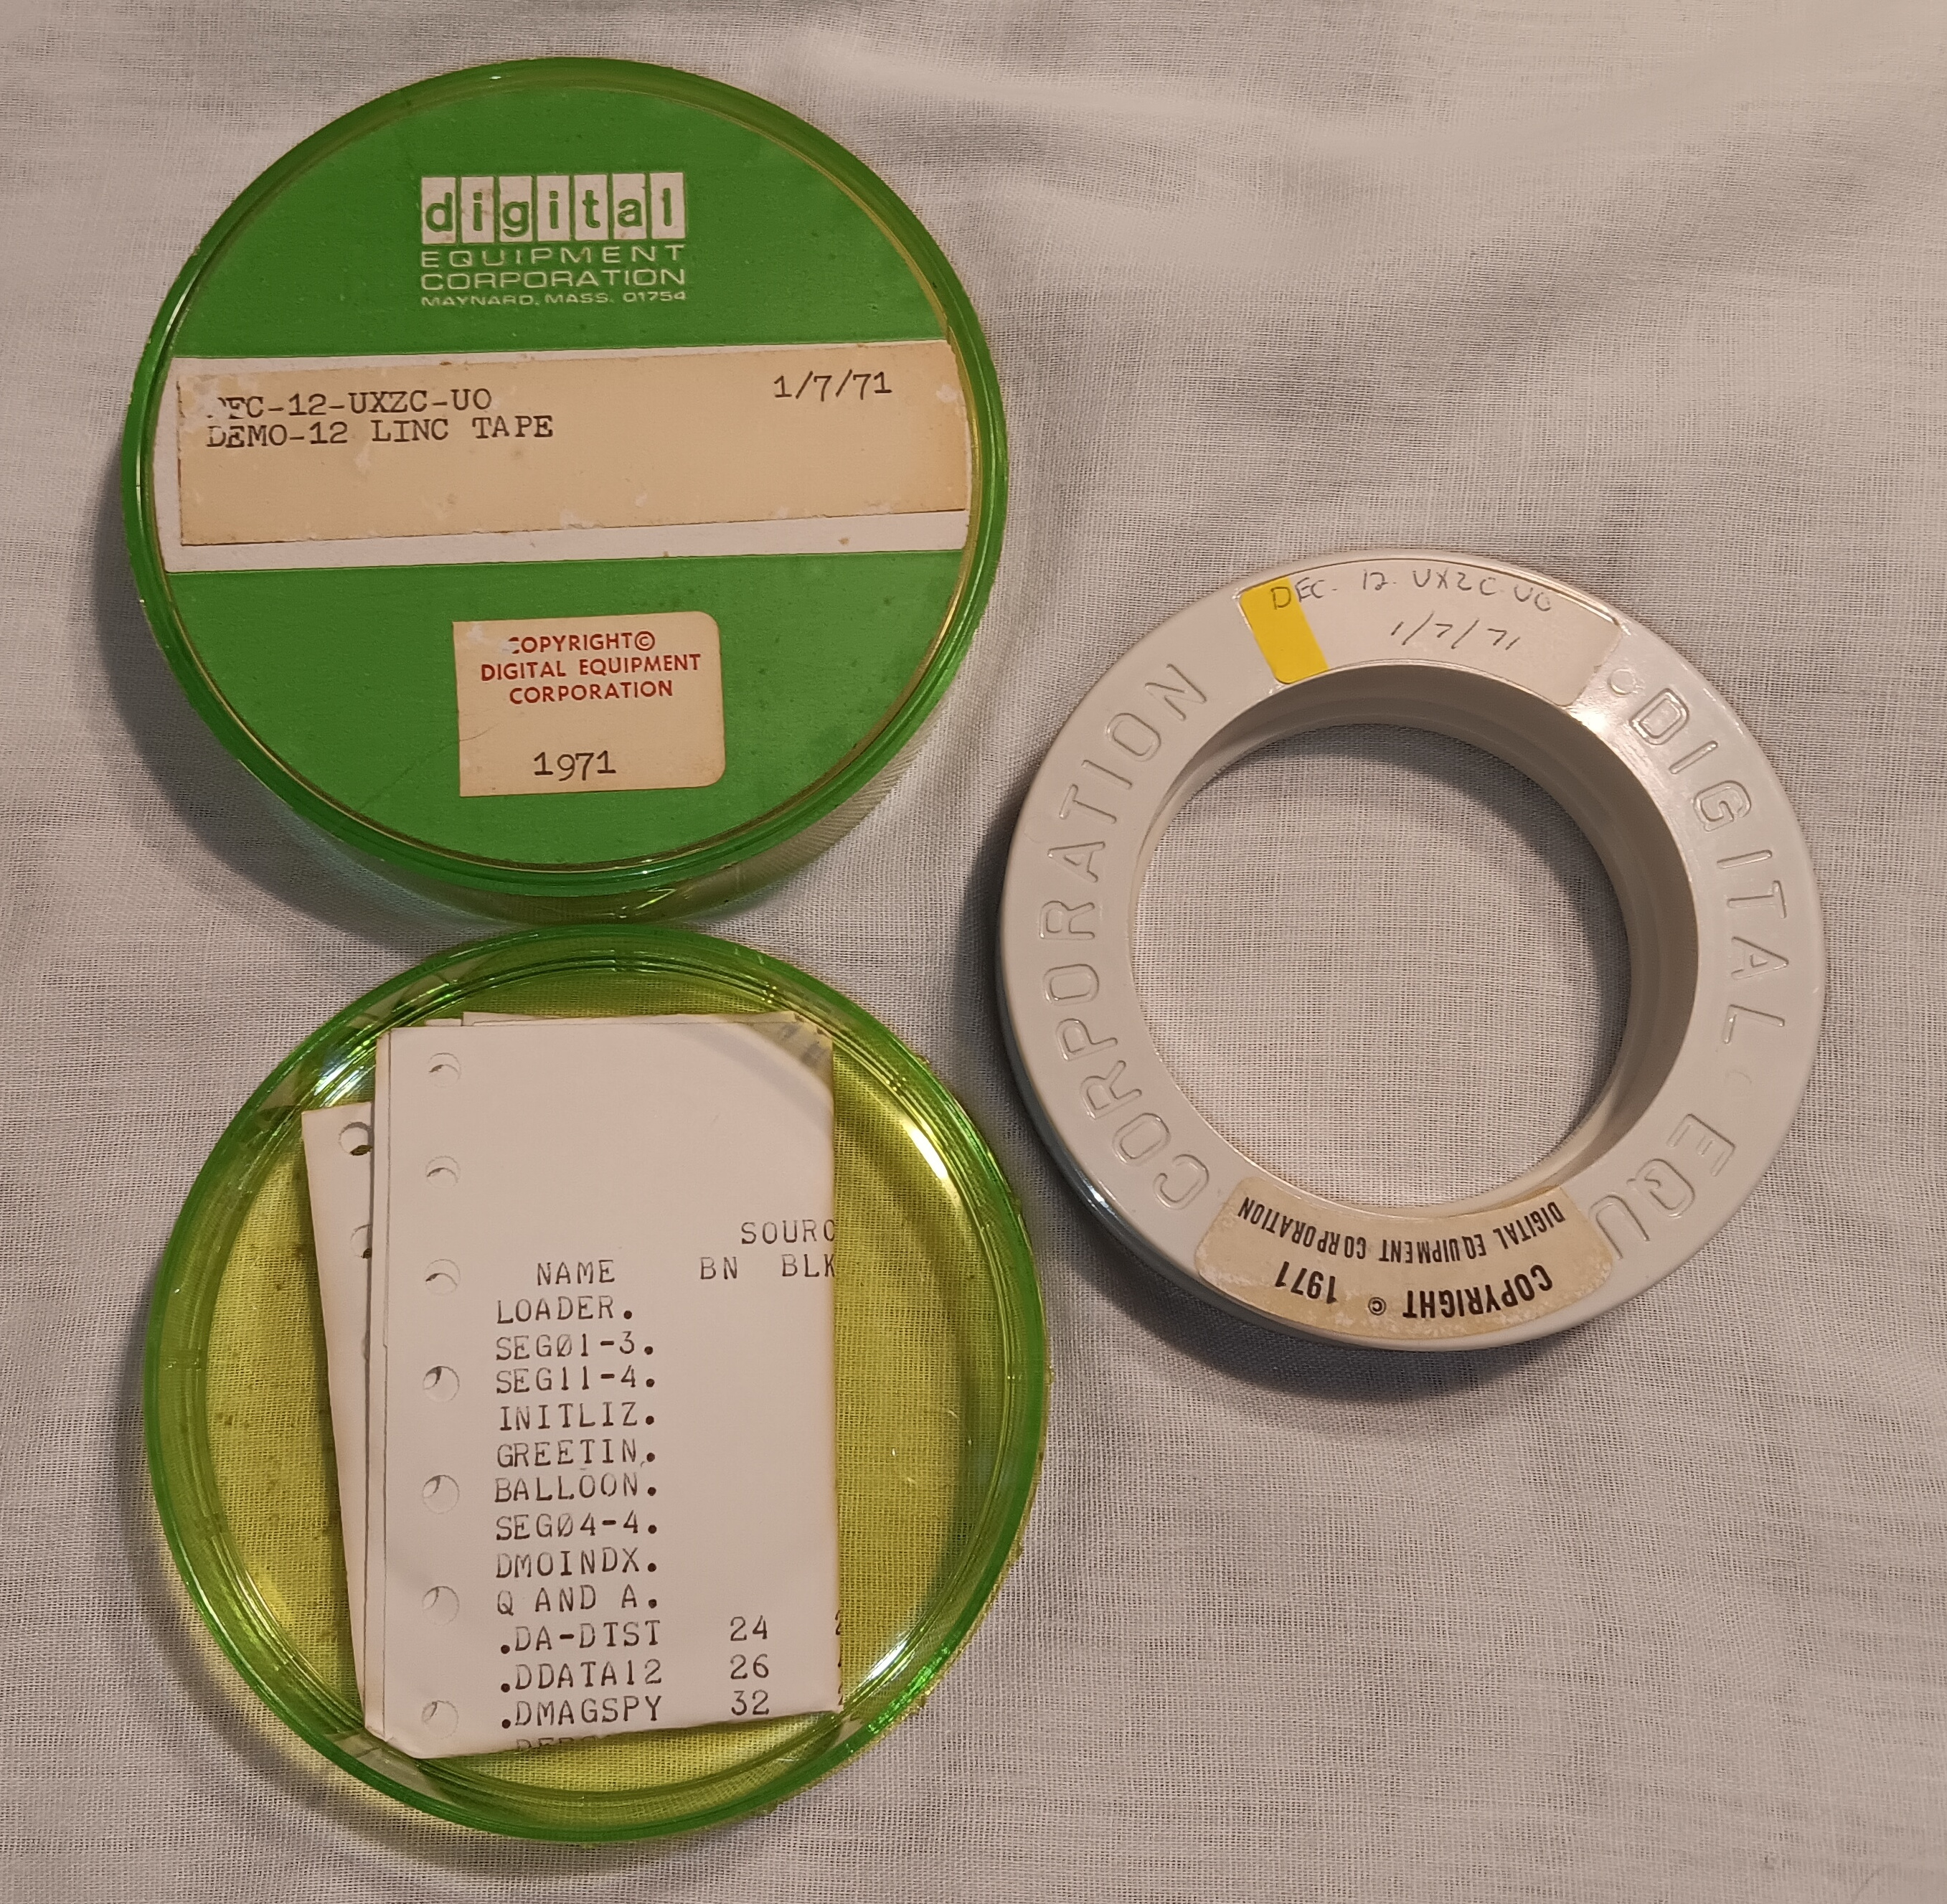 digital
EQUIPMENT
CORPORATION
MAYNARD, MASS. 01754
DEC-12-UXZC-UO 1/7/71
DEMO-12 LINC TAPE
COPYRIGHT©
DIGITAL EQUIPMENT
CORPORATION
1971
DEC. 12. UXZC-UO
1/7/71
DIGITAL EQU
CORPORATION
COPYRIGHT © 1971
DIGITAL EQUIPMENT CORPORATION
SOURC
NAME BN BLK
LOADER.
SEG01-3.
SEG11-4.
INITLIZ.
GREETIN.
BALLOON.
SEG04-4.
DMOINDX.
Q AND A.
.DA-DTST 24
.DDATA12 26
.DMAGSPY 32